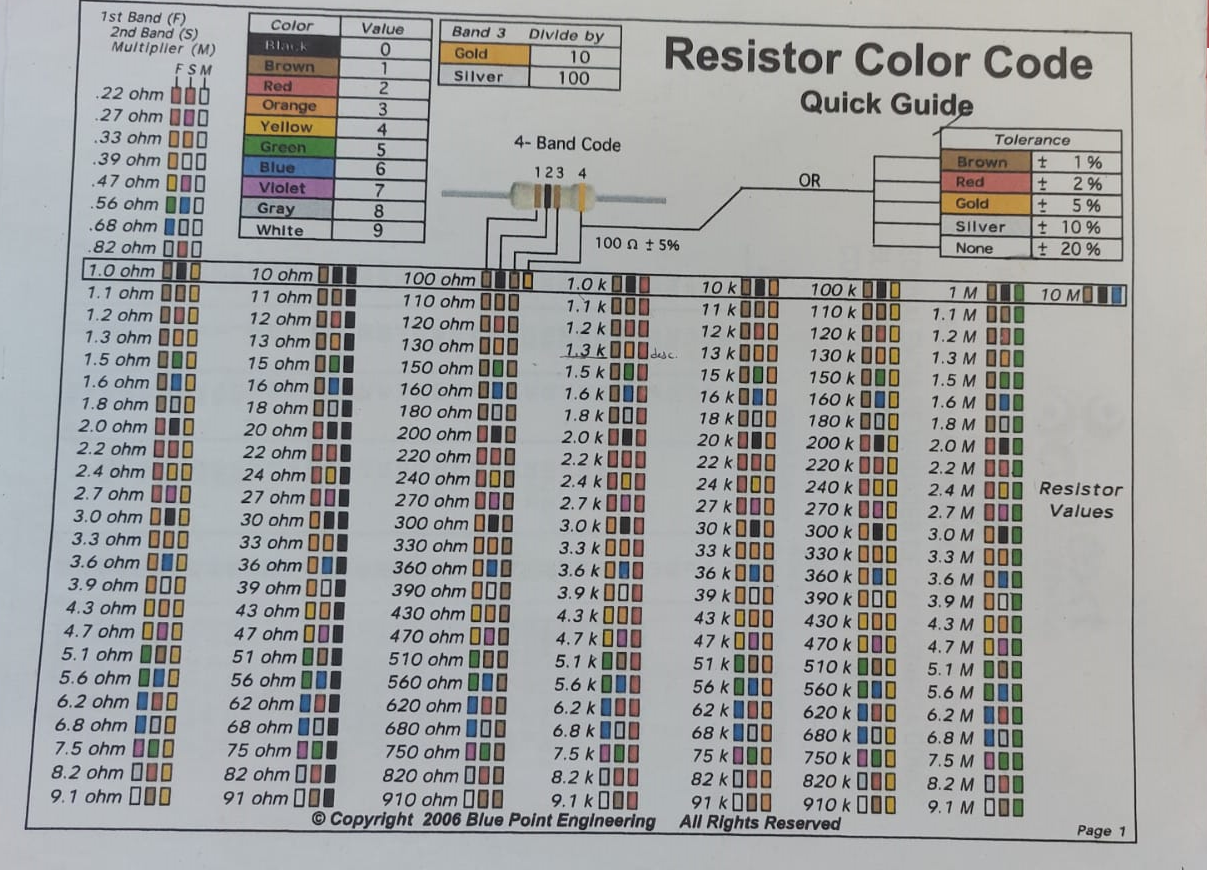 1st Band (F)
2nd Band (S)
Multiplier (M)
F S M
Color Value
Black 0
Brown 1
Red 2
Orange 3
Yellow 4
Green 5
Blue 6
Violet 7
Gray 8
White 9
Band 3 Divide by
Gold 10
Silver 100
Resistor Color Code
Quick Guide
4- Band Code
1 2 3 4
100 Ω ± 5%
OR
Tolerance
Brown ± 1 %
Red ± 2 %
Gold ± 5 %
Silver ± 10 %
None ± 20 %
.22 ohm
.27 ohm
.33 ohm
.39 ohm
.47 ohm
.56 ohm
.68 ohm
.82 ohm
1.0 ohm 10 ohm 100 ohm 1.0 k 10 k 100 k 1 M 10 M
1.1 ohm 11 ohm 110 ohm 1.1 k 11 k 110 k 1.1 M
1.2 ohm 12 ohm 120 ohm 1.2 k 12 k 120 k 1.2 M
1.3 ohm 13 ohm 130 ohm 1.3 k desc. 13 k 130 k 1.3 M
1.5 ohm 15 ohm 150 ohm 1.5 k 15 k 150 k 1.5 M
1.6 ohm 16 ohm 160 ohm 1.6 k 16 k 160 k 1.6 M
1.8 ohm 18 ohm 180 ohm 1.8 k 18 k 180 k 1.8 M
2.0 ohm 20 ohm 200 ohm 2.0 k 20 k 200 k 2.0 M
2.2 ohm 22 ohm 220 ohm 2.2 k 22 k 220 k 2.2 M
2.4 ohm 24 ohm 240 ohm 2.4 k 24 k 240 k 2.4 M
2.7 ohm 27 ohm 270 ohm 2.7 k 27 k 270 k 2.7 M
3.0 ohm 30 ohm 300 ohm 3.0 k 30 k 300 k 3.0 M
3.3 ohm 33 ohm 330 ohm 3.3 k 33 k 330 k 3.3 M
3.6 ohm 36 ohm 360 ohm 3.6 k 36 k 360 k 3.6 M
3.9 ohm 39 ohm 390 ohm 3.9 k 39 k 390 k 3.9 M
4.3 ohm 43 ohm 430 ohm 4.3 k 43 k 430 k 4.3 M
4.7 ohm 47 ohm 470 ohm 4.7 k 47 k 470 k 4.7 M
5.1 ohm 51 ohm 510 ohm 5.1 k 51 k 510 k 5.1 M
5.6 ohm 56 ohm 560 ohm 5.6 k 56 k 560 k 5.6 M
6.2 ohm 62 ohm 620 ohm 6.2 k 62 k 620 k 6.2 M
6.8 ohm 68 ohm 680 ohm 6.8 k 68 k 680 k 6.8 M
7.5 ohm 75 ohm 750 ohm 7.5 k 75 k 750 k 7.5 M
8.2 ohm 82 ohm 820 ohm 8.2 k 82 k 820 k 8.2 M
9.1 ohm 91 ohm 910 ohm 9.1 k 91 k 910 k 9.1 M
Resistor
Values
© Copyright 2006 Blue Point Engineering All Rights Reserved
Page 1